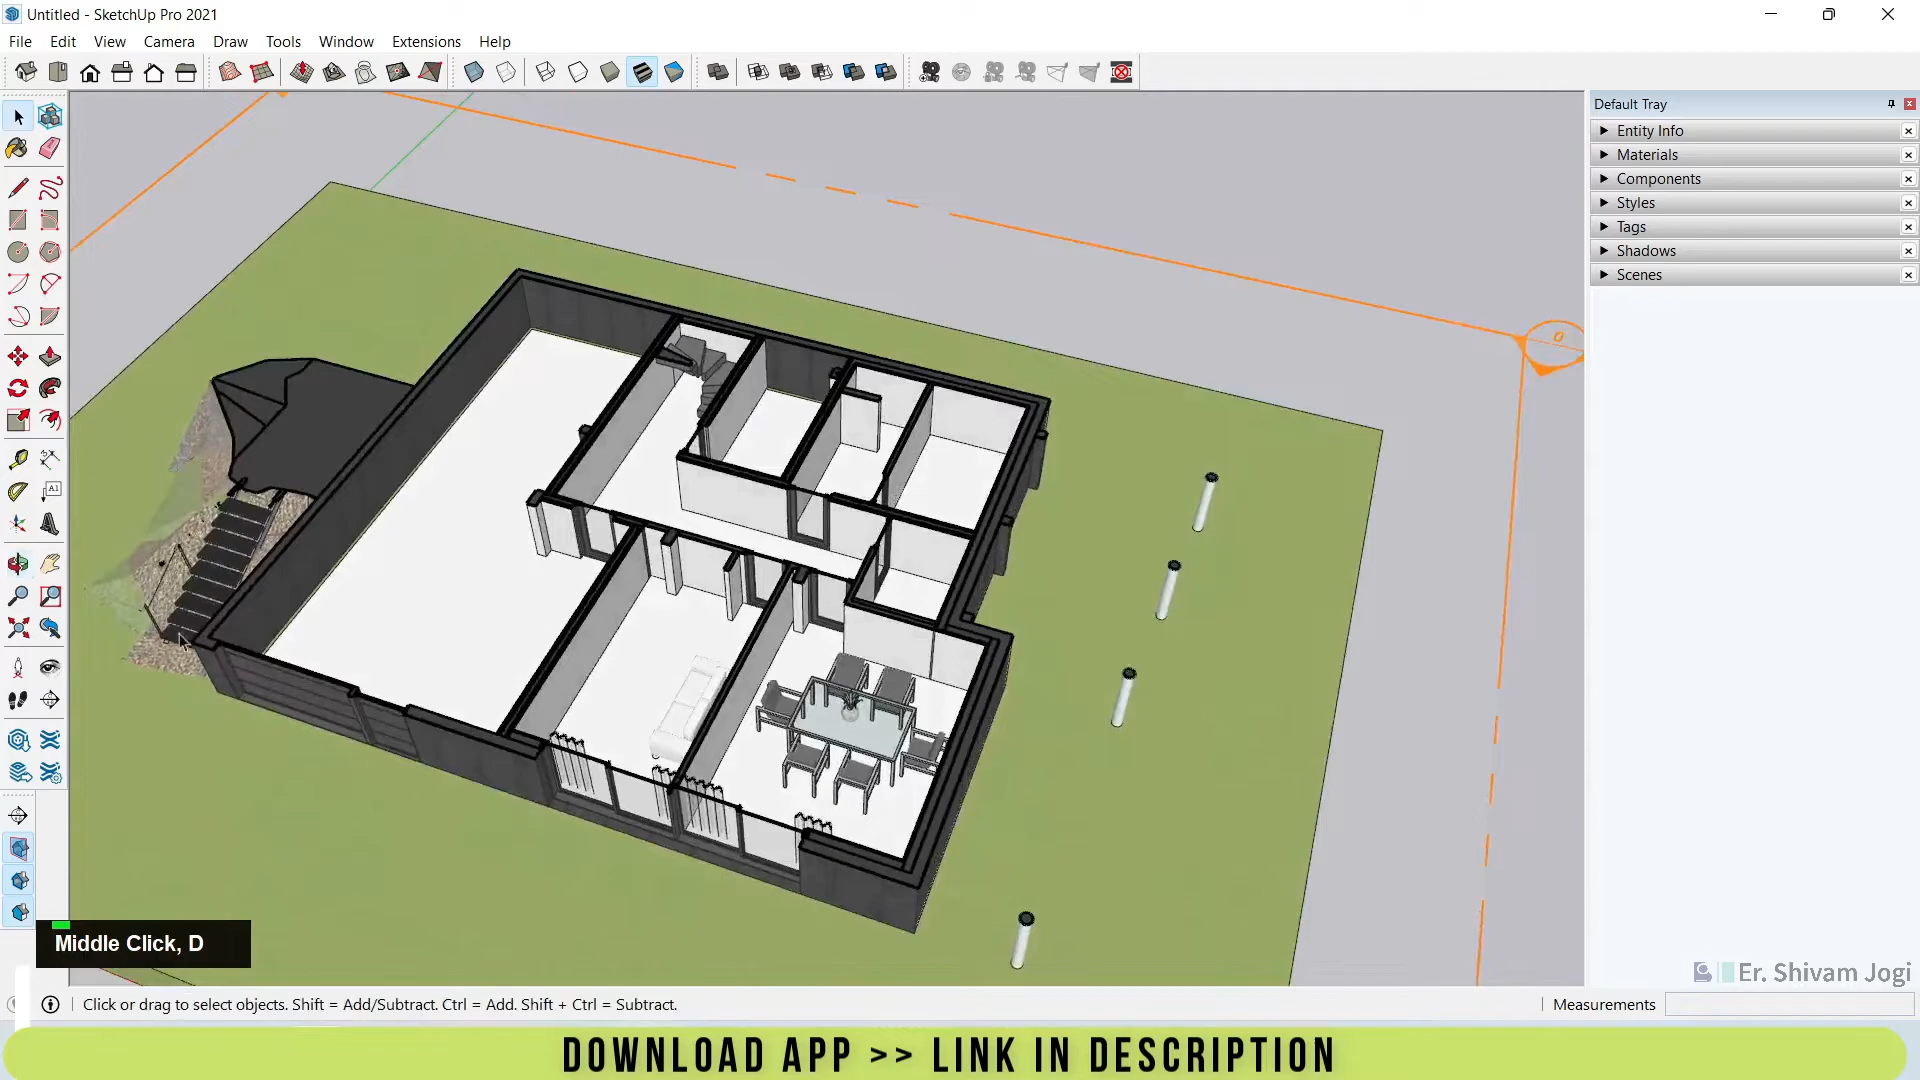 Untitled - SketchUp Pro 2021
File Edit View Camera Draw Tools Window Extensions Help
Default Tray
Entity Info
Materials
Components
Styles
Tags
Shadows
Scenes
0
A1
Middle Click, D
Er. Shivam Jogi
Click or drag to select objects. Shift = Add/Subtract. Ctrl = Add. Shift + Ctrl = Subtract.
Measurements
DOWNLOAD APP >> LINK IN DESCRIPTION